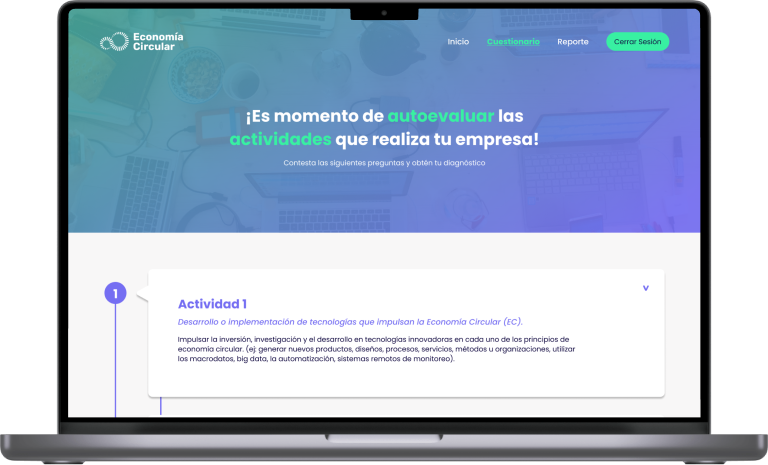 Economía
Circular
Inicio
Cuestionario
Reporte
Cerrar Sesión
¡Es momento de autoevaluar las
actividades que realiza tu empresa!
Contesta las siguientes preguntas y obtén tu diagnóstico
1
Actividad 1
Desarrollo o implementación de tecnologías que impulsan la Economía Circular (EC).
Impulsar la inversión, investigación y el desarrollo en tecnologías innovadoras en cada uno de los principios de
economía circular. (ej: generar nuevos productos, diseños, procesos, servicios, métodos u organizaciones, utilizar
los macrodatos, big data, la automatización, sistemas remotos de monitoreo).